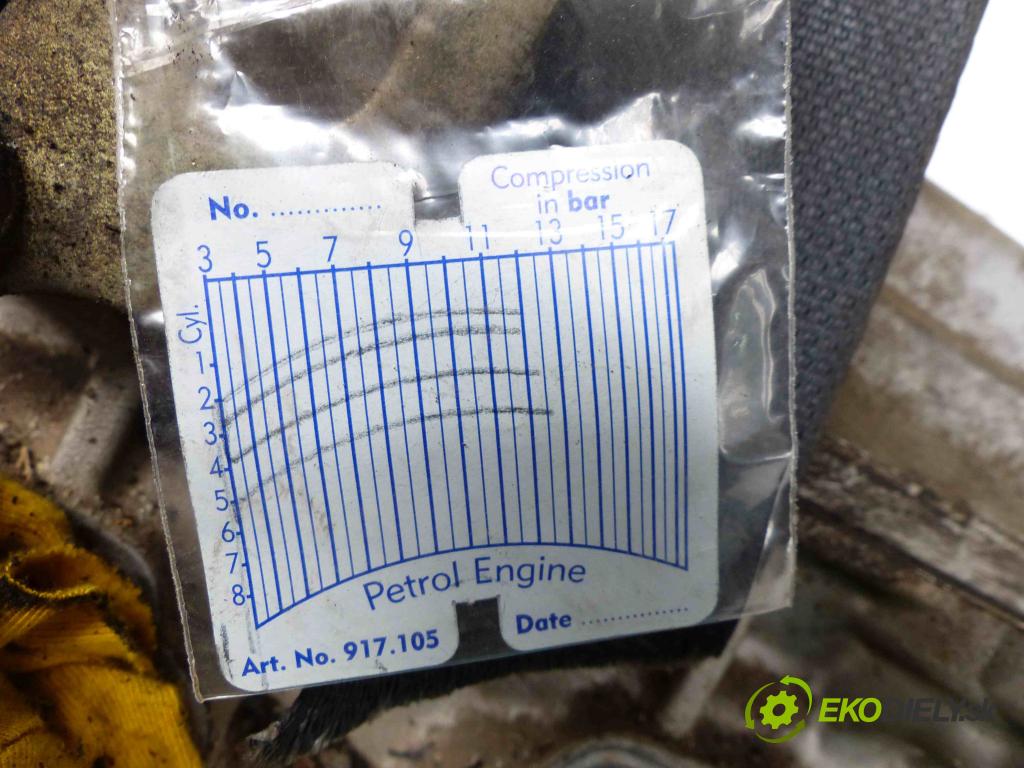 No. .............
Compression
in bar
3 5 7 9 11 13 15 17
Cyl.
1
2
3
4
5
6
7
8
Petrol Engine
Art. No. 917.105
Date ...............
EKOBIELY.sk